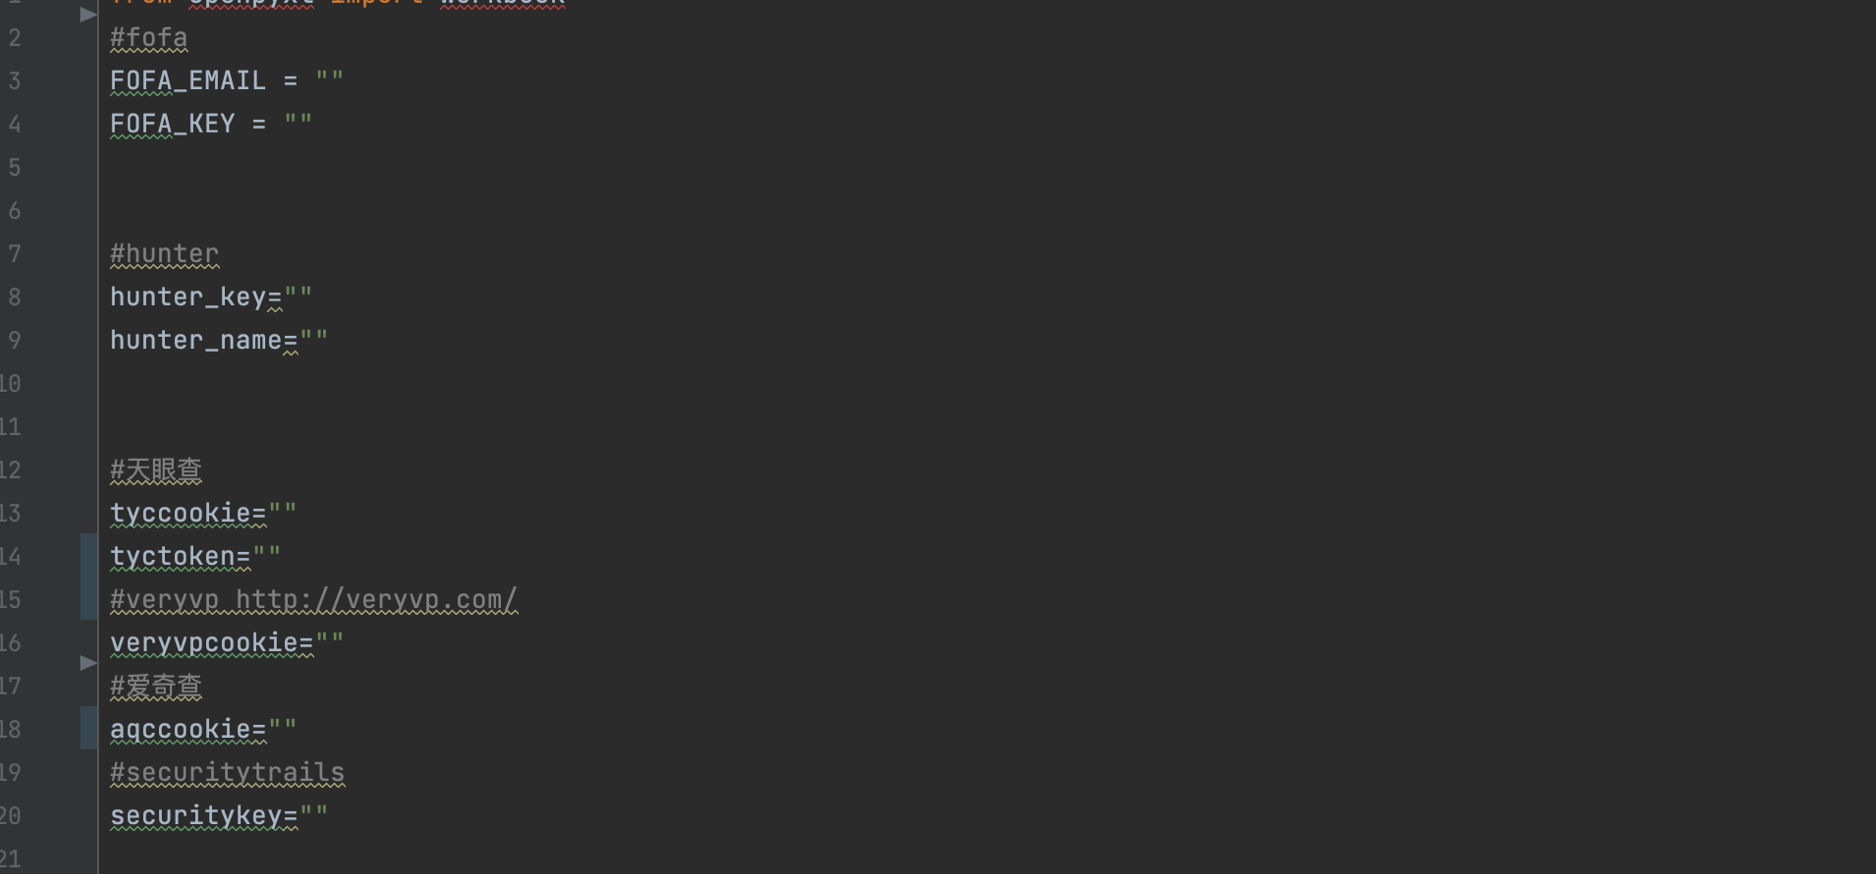 from openpyxl import Workbook
2 #fofa
3 FOFA_EMAIL = ""
4 FOFA_KEY = ""
5
6
7 #hunter
8 hunter_key=""
9 hunter_name=""
10
11
12 #天眼查
13 tyccookie=""
14 tyctoken=""
15 #veryvp http://veryvp.com/
16 veryvpcookie=""
17 #爱奇查
18 aqccookie=""
19 #securitytrails
20 securitykey=""
21